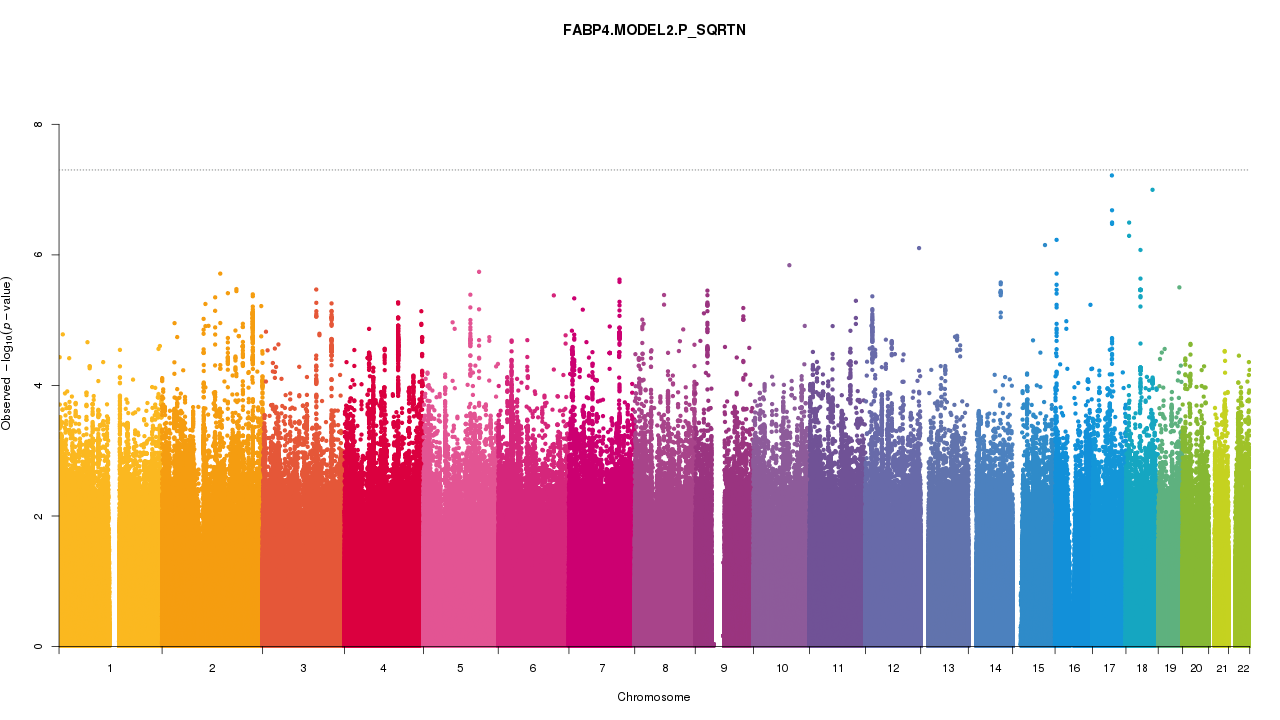 FABP4.MODEL2.P_SQRTN
8
6
4
2
0
Observed −log₁₀(p−value)
1 2 3 4 5 6 7 8 9 10 11 12 13 14 15 16 17 18 19 20 21 22
Chromosome